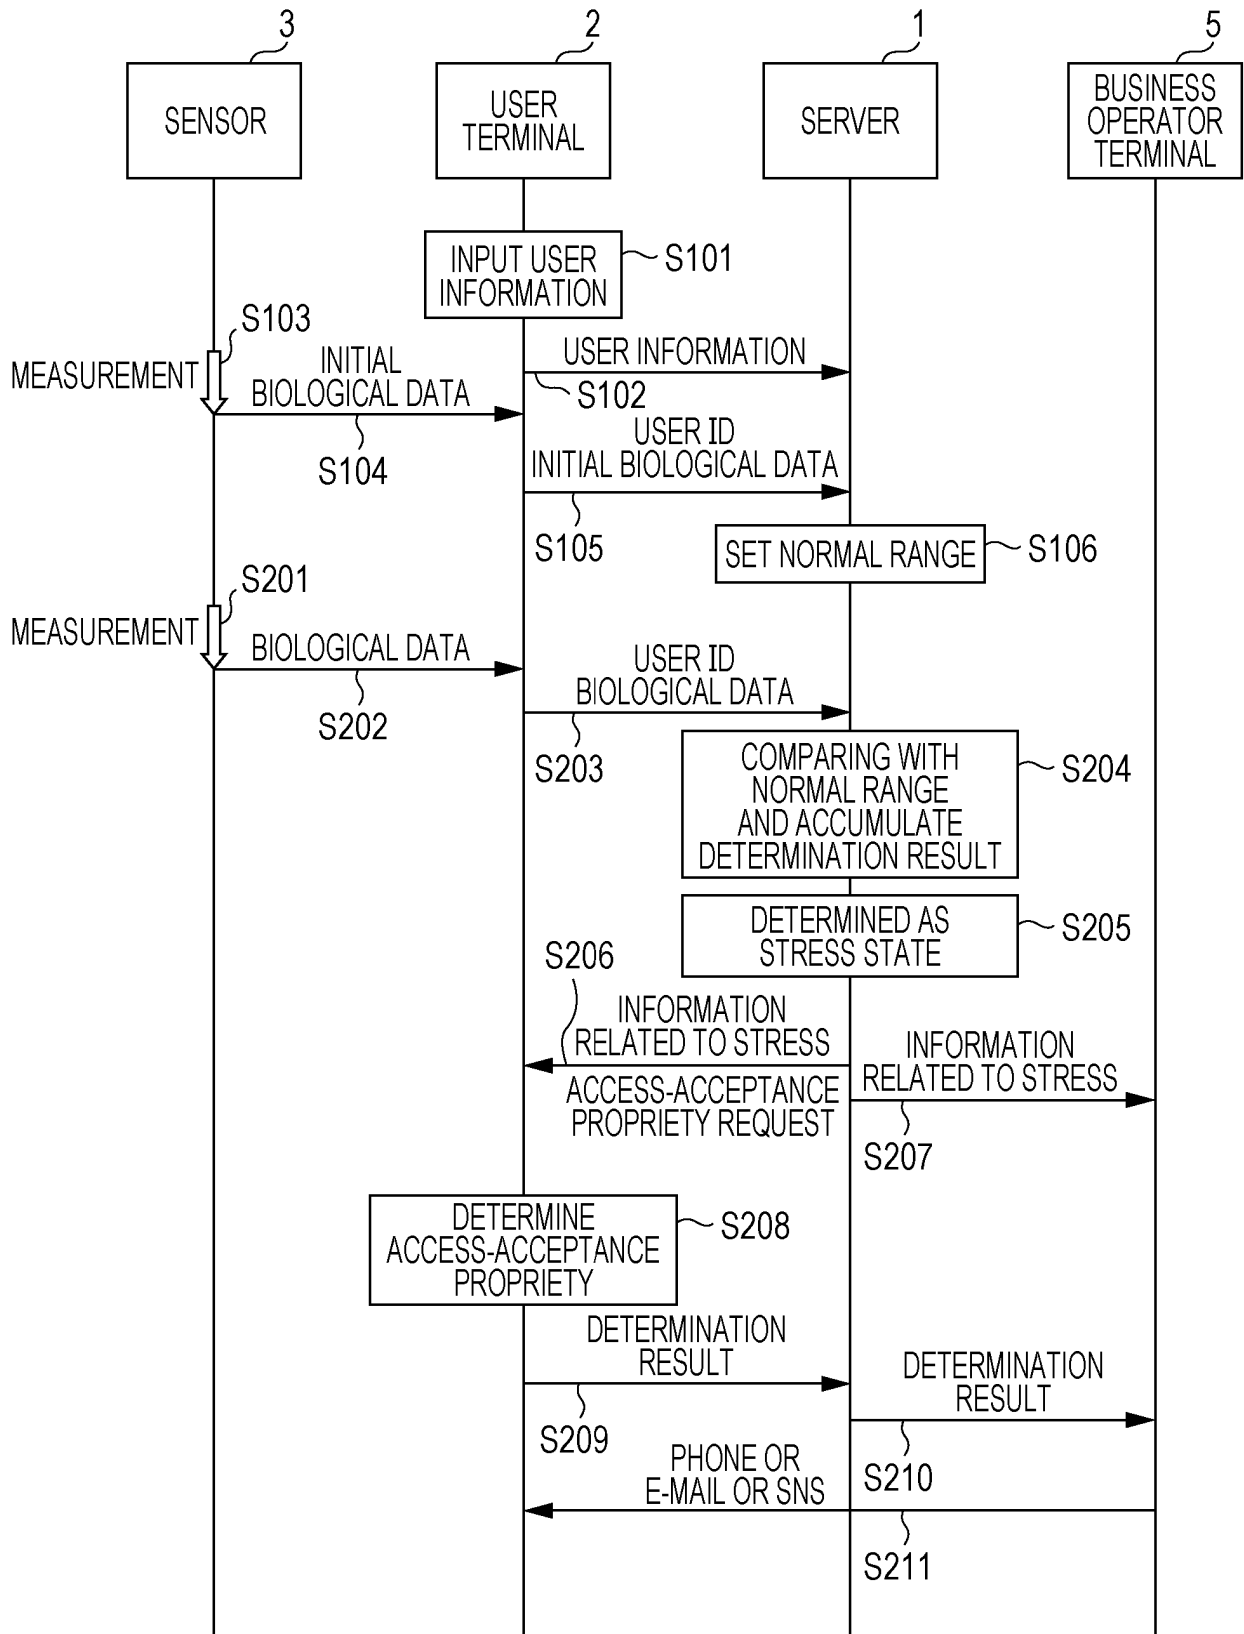 3
2
1
5
SENSOR
USER
TERMINAL
SERVER
BUSINESS
OPERATOR
TERMINAL
INPUT USER
INFORMATION
S101
S103
MEASUREMENT
INITIAL
BIOLOGICAL DATA
S104
USER INFORMATION
S102
USER ID
INITIAL BIOLOGICAL DATA
S105
SET NORMAL RANGE
S106
S201
MEASUREMENT
BIOLOGICAL DATA
S202
USER ID
BIOLOGICAL DATA
S203
COMPARING WITH
NORMAL RANGE
AND ACCUMULATE
DETERMINATION RESULT
S204
DETERMINED AS
STRESS STATE
S205
S206
INFORMATION
RELATED TO STRESS
ACCESS-ACCEPTANCE
PROPRIETY REQUEST
INFORMATION
RELATED TO STRESS
S207
DETERMINE
ACCESS-ACCEPTANCE
PROPRIETY
S208
DETERMINATION
RESULT
S209
DETERMINATION
RESULT
S210
PHONE OR
E-MAIL OR SNS
S211